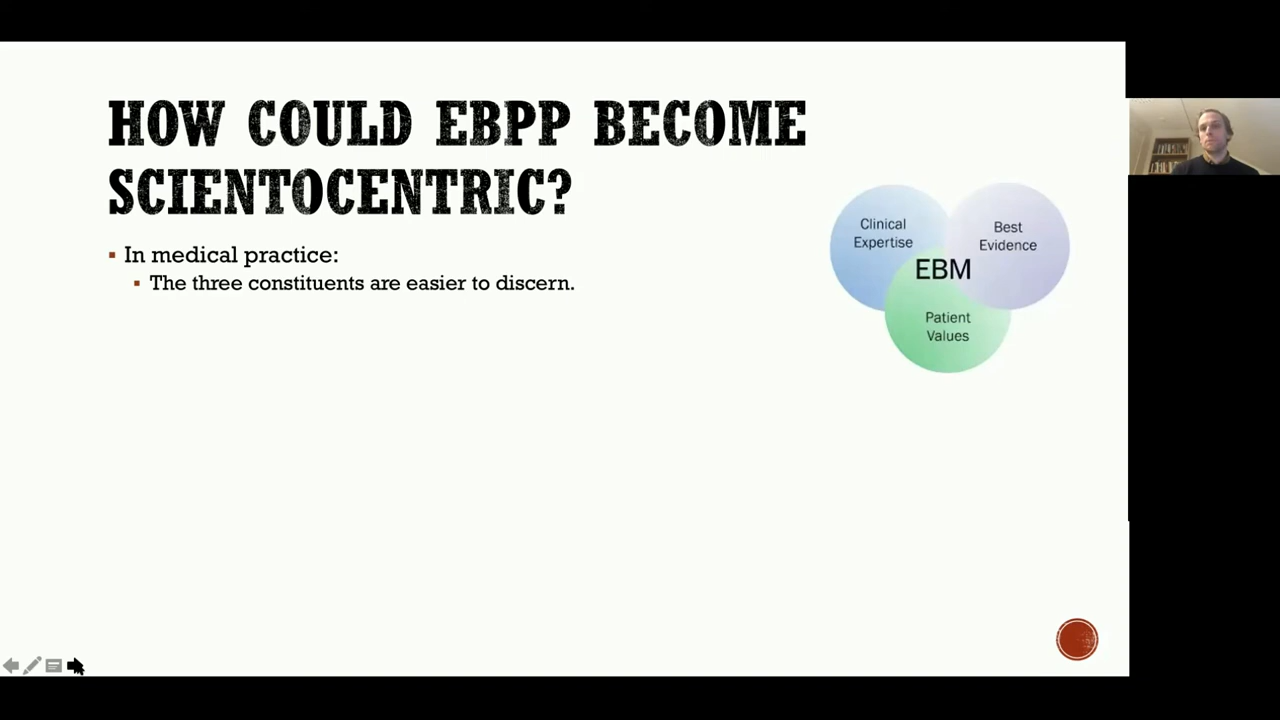 HOW COULD EBPP BECOME
SCIENTOCENTRIC?
In medical practice:
The three constituents are easier to discern.
Clinical
Expertise
Best
Evidence
EBM
Patient
Values